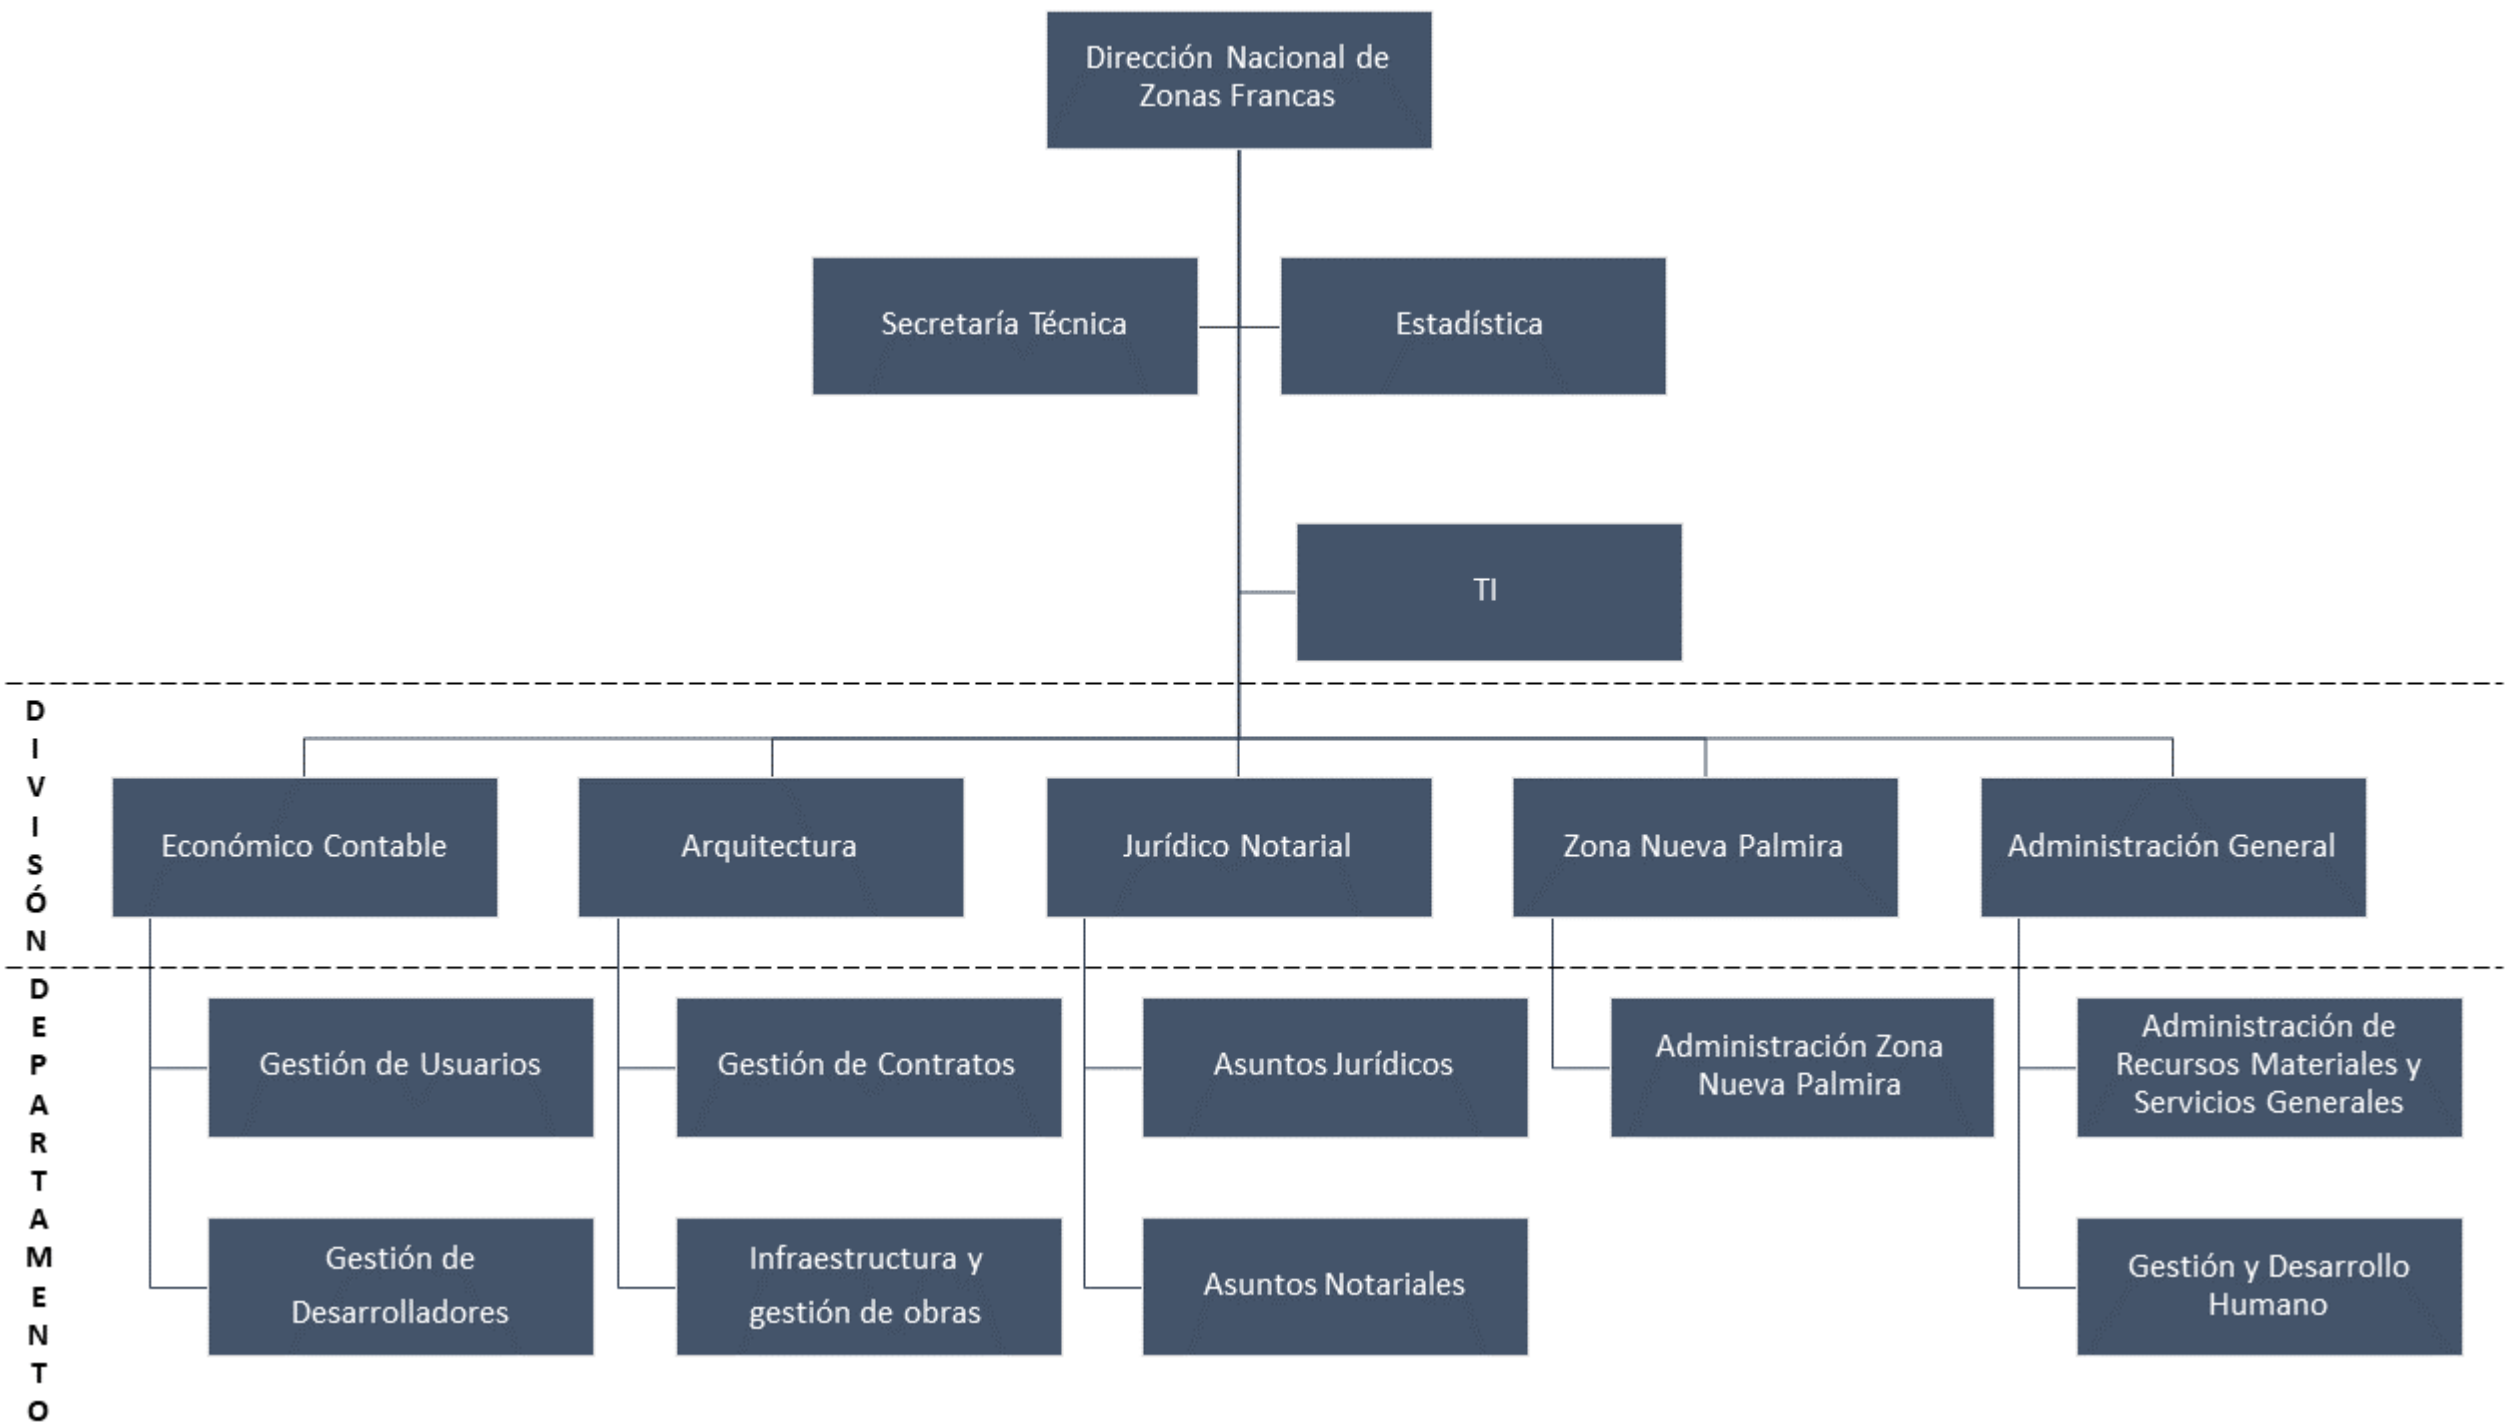 Dirección Nacional de
Zonas Francas
Secretaría Técnica
Estadística
TI
DIVISÓN
Económico Contable
Arquitectura
Jurídico Notarial
Zona Nueva Palmira
Administración General
DEPARTAMENTO
Gestión de Usuarios
Gestión de Contratos
Asuntos Jurídicos
Administración Zona
Nueva Palmira
Administración de
Recursos Materiales y
Servicios Generales
Gestión de
Desarrolladores
Infraestructura y
gestión de obras
Asuntos Notariales
Gestión y Desarrollo
Humano